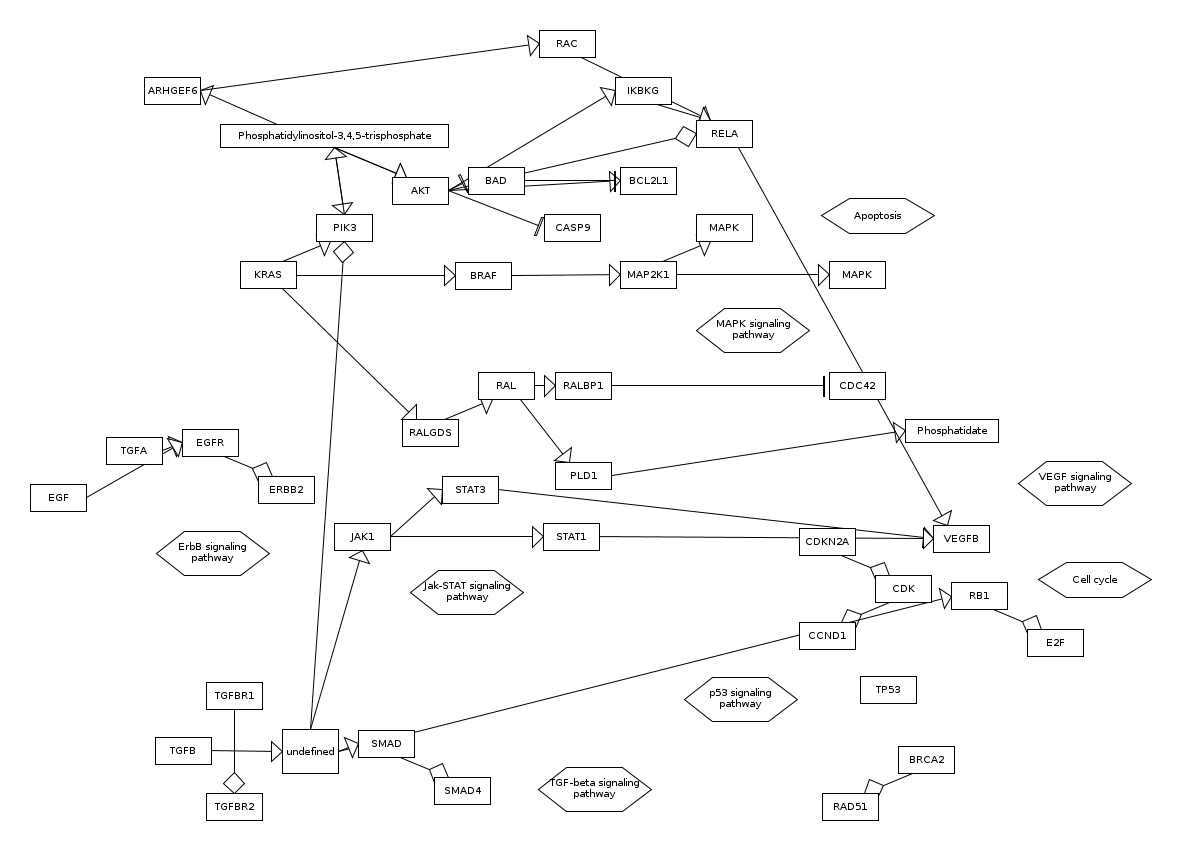 RAC
ARHGEF6
IKBKG
Phosphatidylinositol-3,4,5-trisphosphate
RELA
AKT
BAD
BCL2L1
Apoptosis
PIK3
CASP9
MAPK
KRAS
BRAF
MAP2K1
MAPK
MAPK signaling
pathway
RAL
RALBP1
CDC42
RALGDS
Phosphatidate
TGFA
EGFR
PLD1
EGF
ERBB2
STAT3
VEGF signaling
pathway
JAK1
STAT1
CDKN2A
VEGFB
ErbB signaling
pathway
Jak-STAT signaling
pathway
CDK
RB1
Cell cycle
CCND1
E2F
TGFBR1
p53 signaling
pathway
TP53
TGFB
undefined
SMAD
BRCA2
SMAD4
TGF-beta signaling
pathway
TGFBR2
RAD51